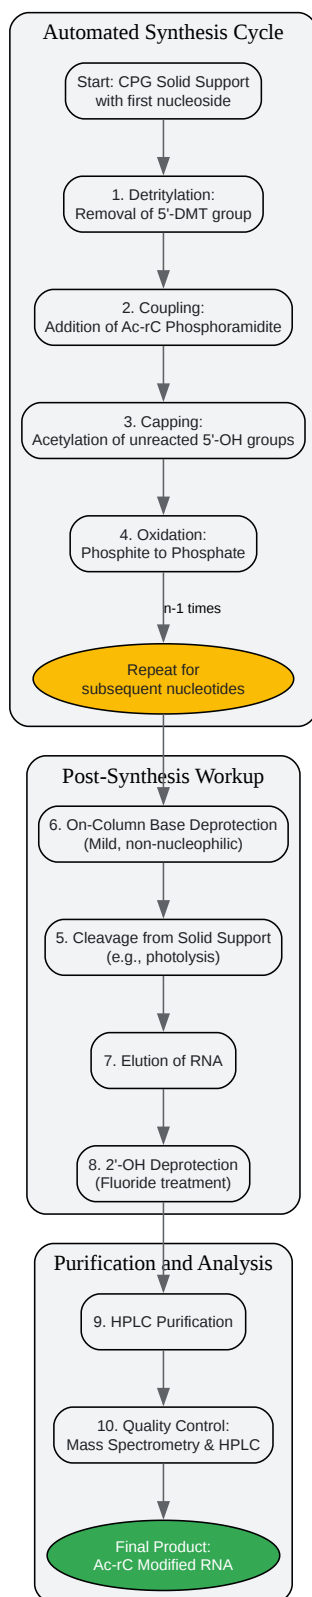 Automated Synthesis Cycle
Start: CPG Solid Support
with first nucleoside
1. Detritylation:
Removal of 5'-DMT group
2. Coupling:
Addition of Ac-rC Phosphoramidite
3. Capping:
Acetylation of unreacted 5'-OH groups
4. Oxidation:
Phosphite to Phosphate
n-1 times
Repeat for
subsequent nucleotides
Post-Synthesis Workup
6. On-Column Base Deprotection
(Mild, non-nucleophilic)
5. Cleavage from Solid Support
(e.g., photolysis)
7. Elution of RNA
8. 2'-OH Deprotection
(Fluoride treatment)
Purification and Analysis
9. HPLC Purification
10. Quality Control:
Mass Spectrometry & HPLC
Final Product:
Ac-rC Modified RNA